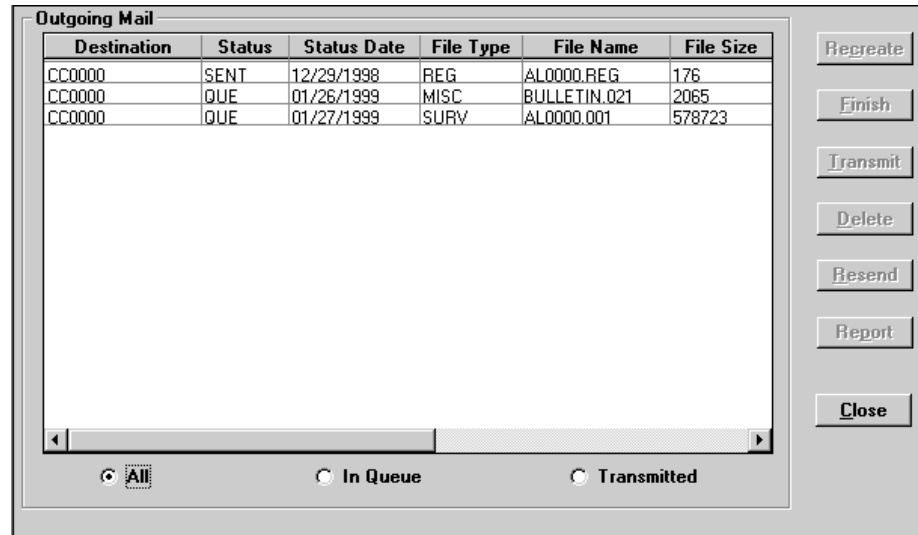 Outgoing Mail
Destination Status Status Date File Type File Name File Size
CC0000 SENT 12/29/1998 REG AL0000.REG 176
CC0000 QUE 01/26/1999 MISC BULLETIN.021 2065
CC0000 QUE 01/27/1999 SURV AL0000.001 578723
All In Queue Transmitted
Recreate
Finish
Transmit
Delete
Resend
Report
Close